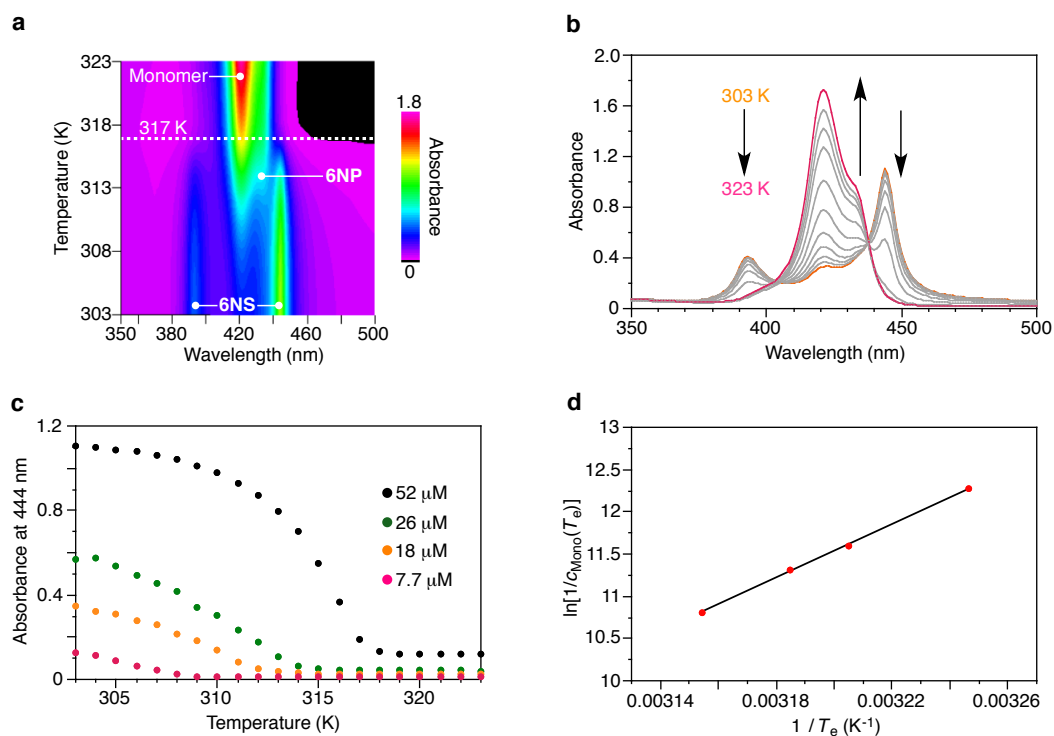 a
323
318
313
308
303
Temperature (K)
Monomer
317 K
6NP
6NS
350 380 420 460 500
Wavelength (nm)
1.8
0
Absorbance
b
2.0
1.6
1.2
0.8
0.4
0
Absorbance
303 K
323 K
350 400 450 500
Wavelength (nm)
c
1.2
0.8
0.4
0
Absorbance at 444 nm
52 μM
26 μM
18 μM
7.7 μM
305 310 315 320
Temperature (K)
d
13
12.5
12
11.5
11
10.5
10
ln[1/cMono(Te)]
0.00314 0.00318 0.00322 0.00326
1 / Te (K-1)